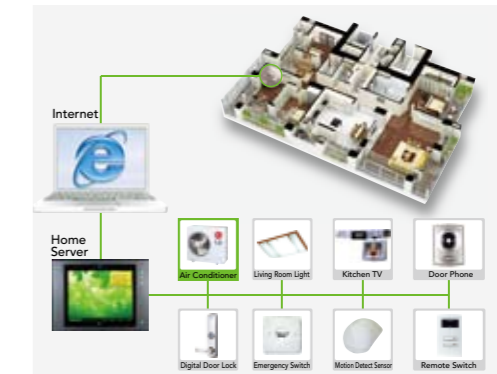 Internet
Home
Server
Air Conditioner
Living Room Light
Kitchen TV
Door Phone
Digital Door Lock
Emergency Switch
Motion Detect Sensor
Remote Switch